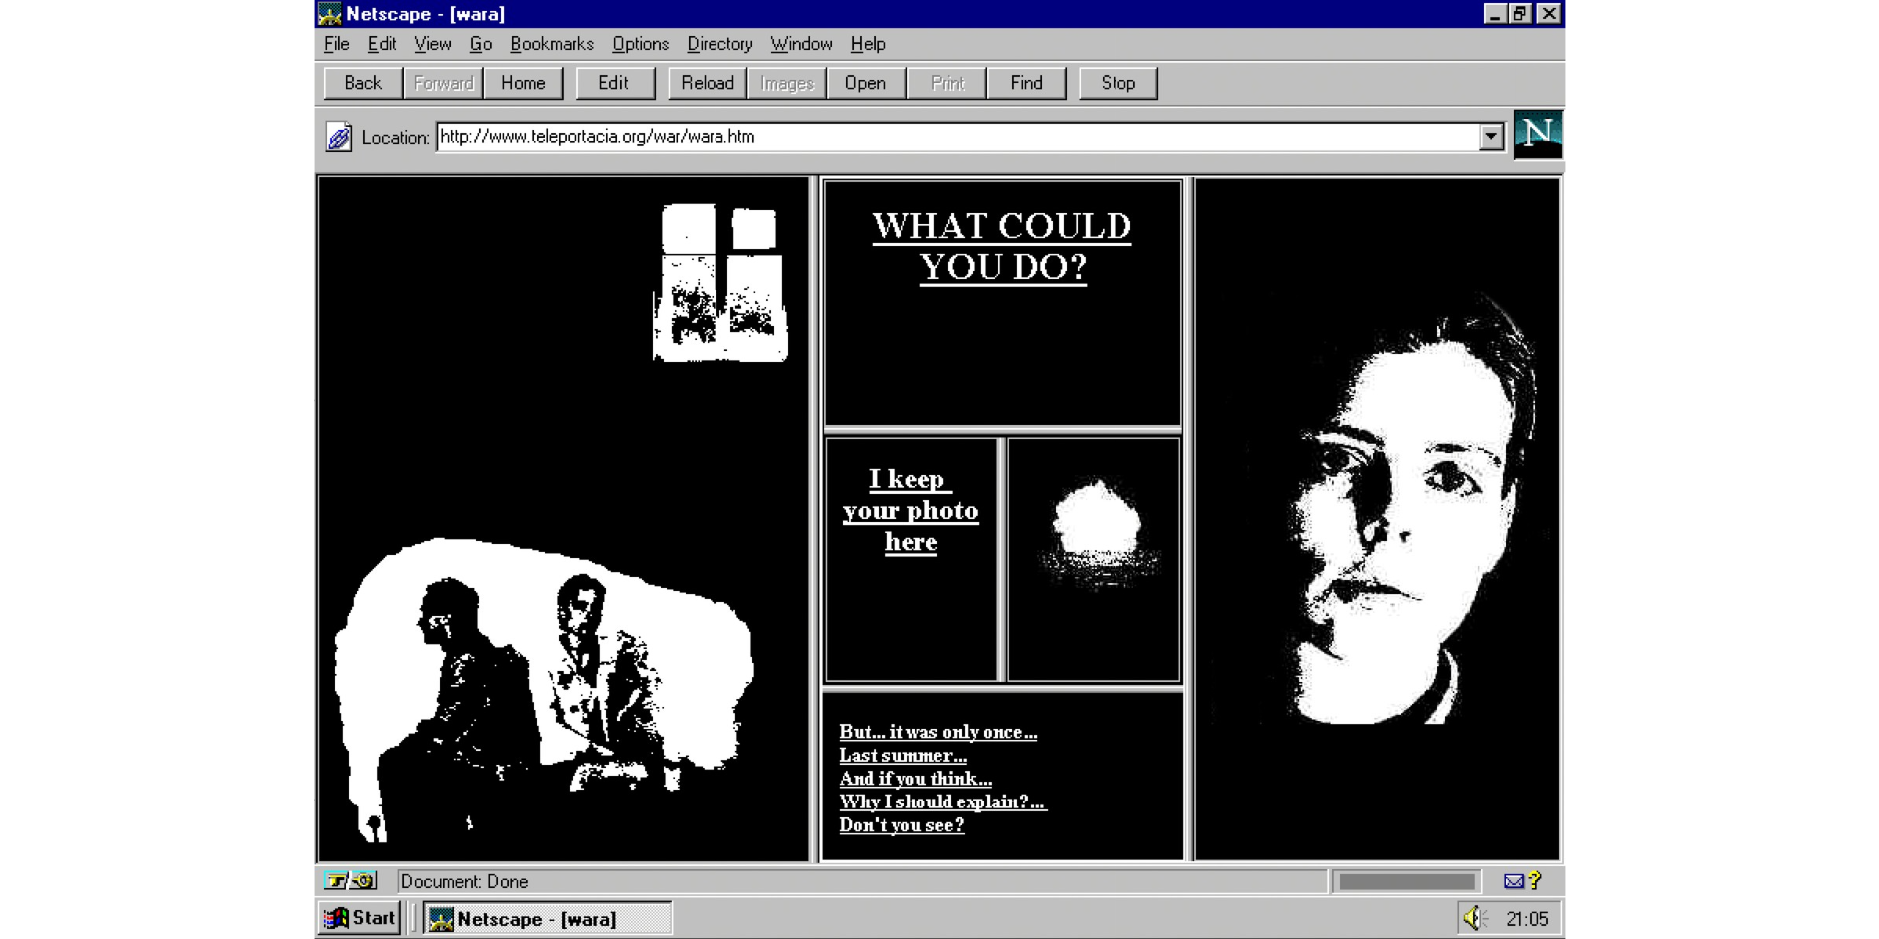 Netscape - [wara]
File Edit View Go Bookmarks Options Directory Window Help
Back Forward Home Edit Reload Images Open Print Find Stop
Location: http://www.teleportacia.org/war/wara.htm
N
WHAT COULD
YOU DO?
I keep
your photo
here
But... it was only once...
Last summer...
And if you think...
Why I should explain?...
Don't you see?
Document: Done
?
Start Netscape - [wara] 21:05